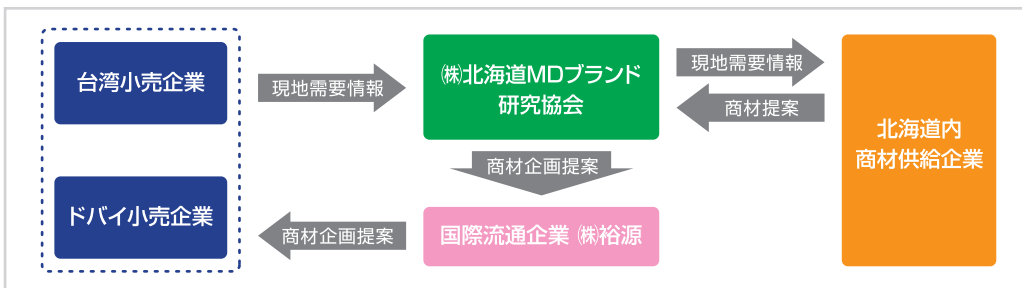 台湾小売企業
現地需要情報
㈱北海道MDブランド
研究協会
現地需要情報
商材提案
北海道内
商材供給企業
商材企画提案
ドバイ小売企業
商材企画提案
国際流通企業 ㈱裕源